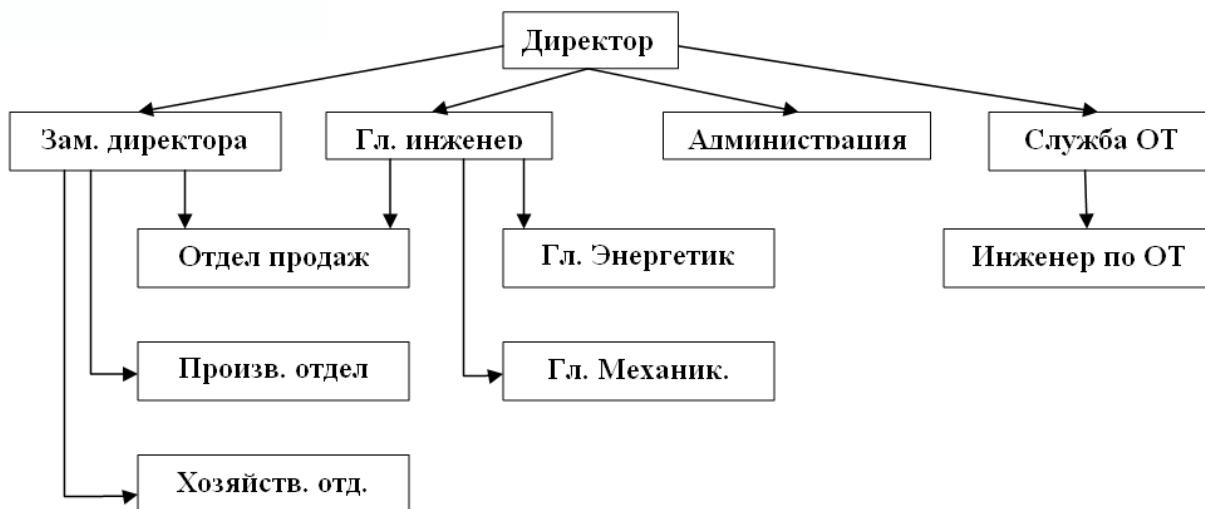 Директор
Зам. директора
Гл. инженер
Администрация
Служба ОТ
Отдел продаж
Гл. Энергетик
Инженер по ОТ
Произв. отдел
Гл. Механик.
Хозяйств. отд.